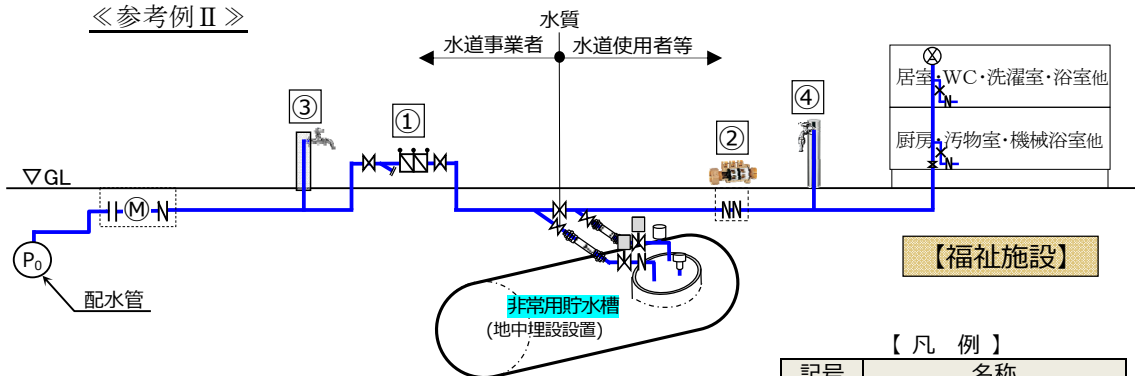 ≪参考例Ⅱ≫
水質
水道事業者
水道使用者等
③
①
②
④
居室・WC・洗濯室・浴室他
厨房・汚物室・機械浴室他
▽GL
M
P₀
配水管
【福祉施設】
非常用貯水槽
(地中埋設設置)
【 凡 例 】
記号 名称